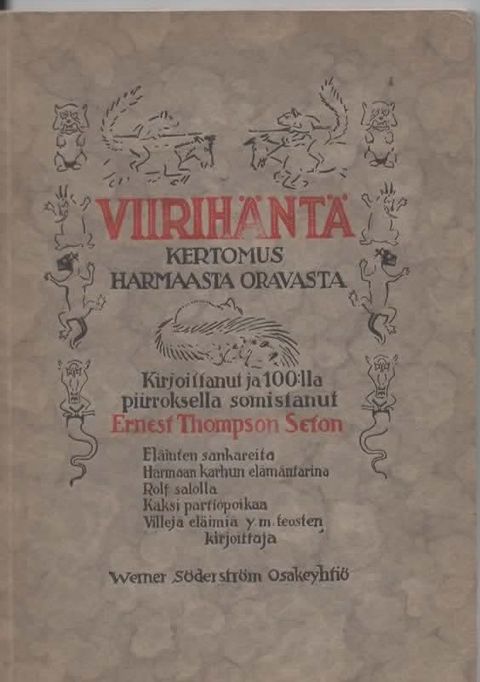 VIIRIHÄNTÄ
KERTOMUS
HARMAASTA ORAVASTA
Kirjoittanut ja 100:lla
piirroksella somistanut
Ernest Thompson Seton
Eläinten sankareita
Harmaan karhun elämäntarina
Rolf salolla
Kaksi partiopoikaa
Villejä eläimiä y m. teosten
kirjoittaja
Werner Söderström Osakeyhtiö